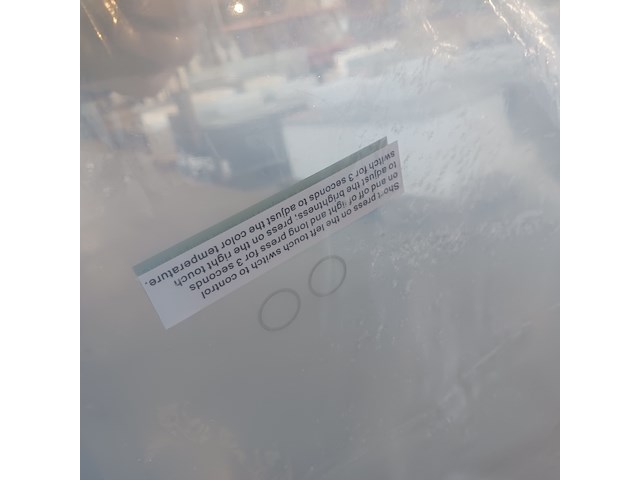 Short press on the left touch switch to control
on and off of light and long press for 3 seconds
to adjust the brightness; press on the right touch
switch for 3 seconds to adjust the color temperature.